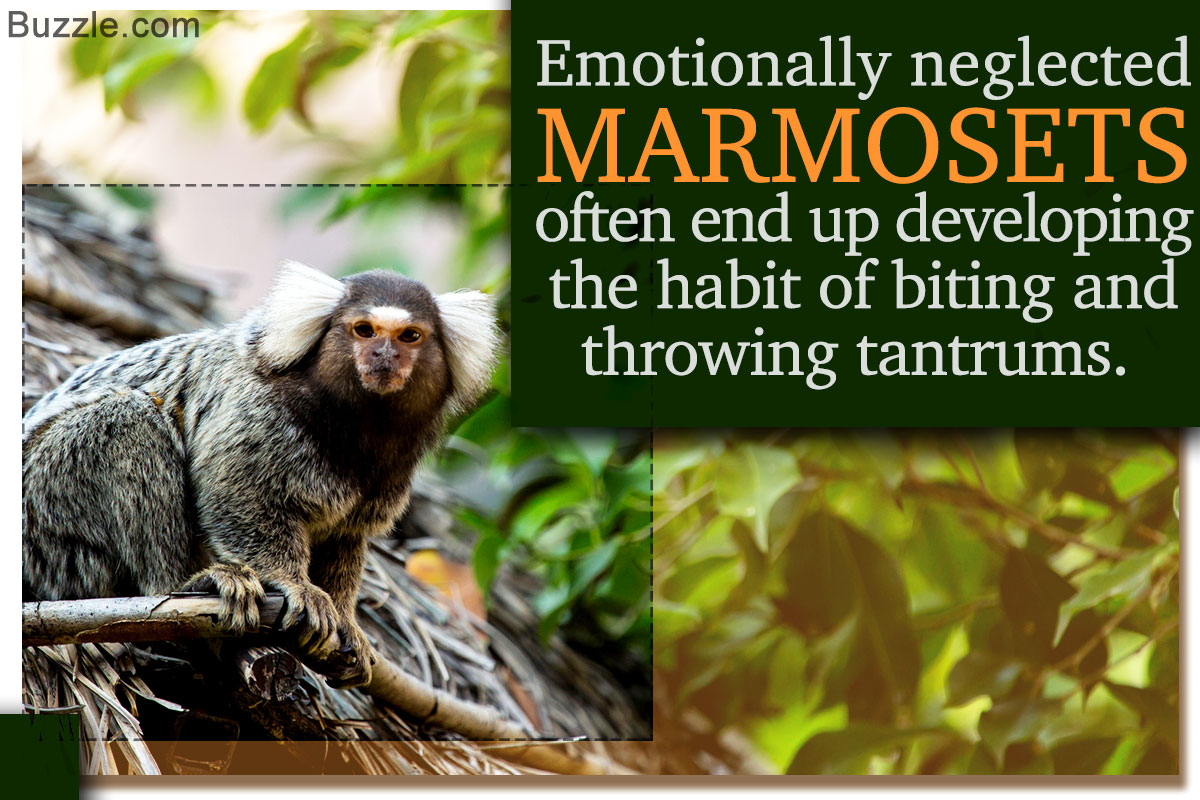 Buzzle.com
Emotionally neglected
MARMOSETS
often end up developing
the habit of biting and
throwing tantrums.